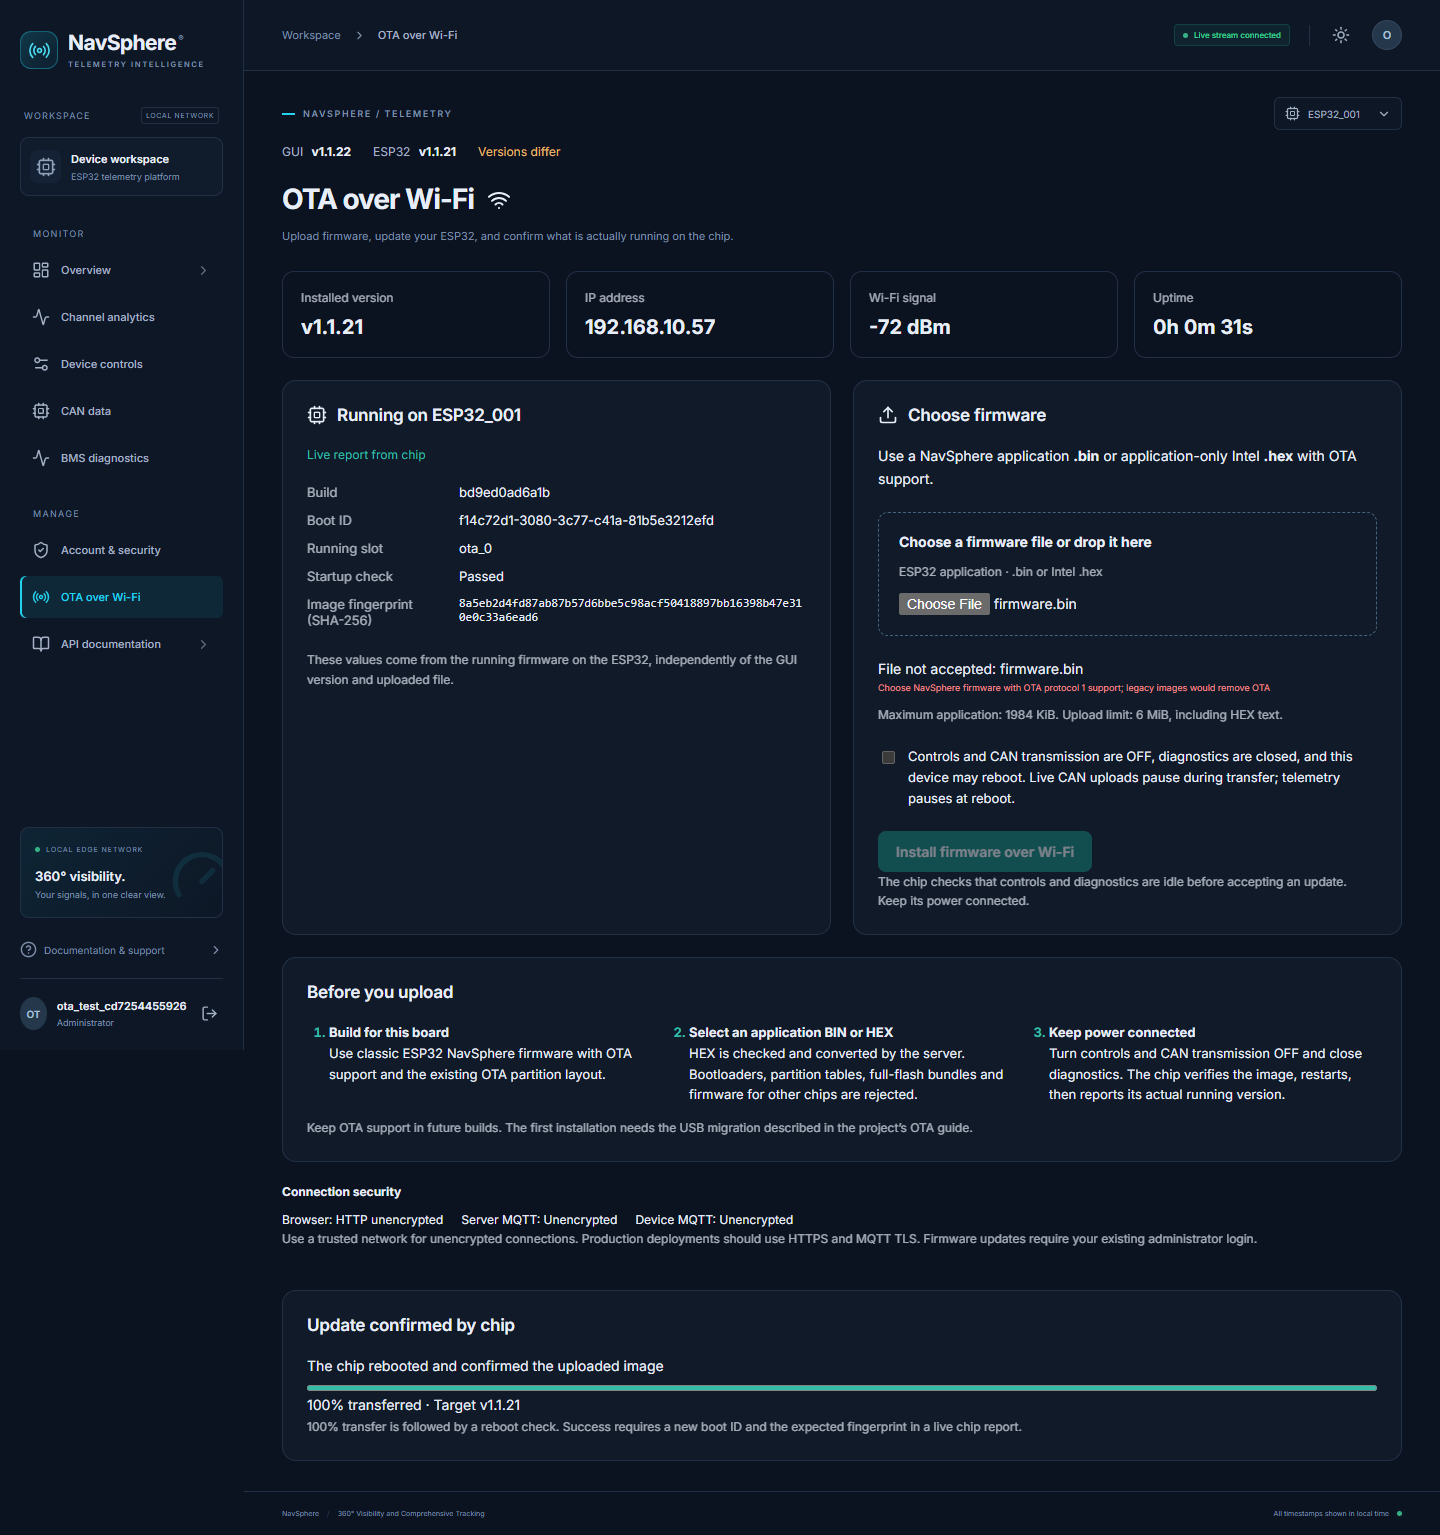 NavSphere®
TELEMETRY INTELLIGENCE
WORKSPACE
LOCAL NETWORK
Device workspace
ESP32 telemetry platform
MONITOR
Overview
Channel analytics
Device controls
CAN data
BMS diagnostics
MANAGE
Account & security
OTA over Wi-Fi
API documentation
LOCAL EDGE NETWORK
360° visibility.
Your signals, in one clear view.
Documentation & support
OT
ota_test_cd7254455926
Administrator
Workspace
OTA over Wi-Fi
Live stream connected
O
NAVSPHERE / TELEMETRY
ESP32_001
GUI v1.1.22 ESP32 v1.1.21 Versions differ
OTA over Wi-Fi
Upload firmware, update your ESP32, and confirm what is actually running on the chip.
Installed version
v1.1.21
IP address
192.168.10.57
Wi-Fi signal
-72 dBm
Uptime
0h 0m 31s
Running on ESP32_001
Live report from chip
Build bd9ed0ad6a1b
Boot ID f14c72d1-3080-3c77-c41a-81b5e3212efd
Running slot ota_0
Startup check Passed
Image fingerprint (SHA-256)
8a5eb2d4fd87ab87b57d6bbe5c98acf50418897bb16398b47e31
0e0c33a6ead6
These values come from the running firmware on the ESP32, independently of the GUI
version and uploaded file.
Choose firmware
Use a NavSphere application .bin or application-only Intel .hex with OTA
support.
Choose a firmware file or drop it here
ESP32 application · .bin or Intel .hex
Choose File firmware.bin
File not accepted: firmware.bin
Choose NavSphere firmware with OTA protocol 1 support; legacy images would remove OTA
Maximum application: 1984 KiB. Upload limit: 6 MiB, including HEX text.
Controls and CAN transmission are OFF, diagnostics are closed, and this
device may reboot. Live CAN uploads pause during transfer; telemetry
pauses at reboot.
Install firmware over Wi-Fi
The chip checks that controls and diagnostics are idle before accepting an update.
Keep its power connected.
Before you upload
1. Build for this board
Use classic ESP32 NavSphere firmware with OTA
support and the existing OTA partition layout.
2. Select an application BIN or HEX
HEX is checked and converted by the server.
Bootloaders, partition tables, full-flash bundles and
firmware for other chips are rejected.
3. Keep power connected
Turn controls and CAN transmission OFF and close
diagnostics. The chip verifies the image, restarts,
then reports its actual running version.
Keep OTA support in future builds. The first installation needs the USB migration described in the project's OTA guide.
Connection security
Browser: HTTP unencrypted Server MQTT: Unencrypted Device MQTT: Unencrypted
Use a trusted network for unencrypted connections. Production deployments should use HTTPS and MQTT TLS. Firmware updates require your existing administrator login.
Update confirmed by chip
The chip rebooted and confirmed the uploaded image
100% transferred · Target v1.1.21
100% transfer is followed by a reboot check. Success requires a new boot ID and the expected fingerprint in a live chip report.
NavSphere / 360° Visibility and Comprehensive Tracking
All timestamps shown in local time